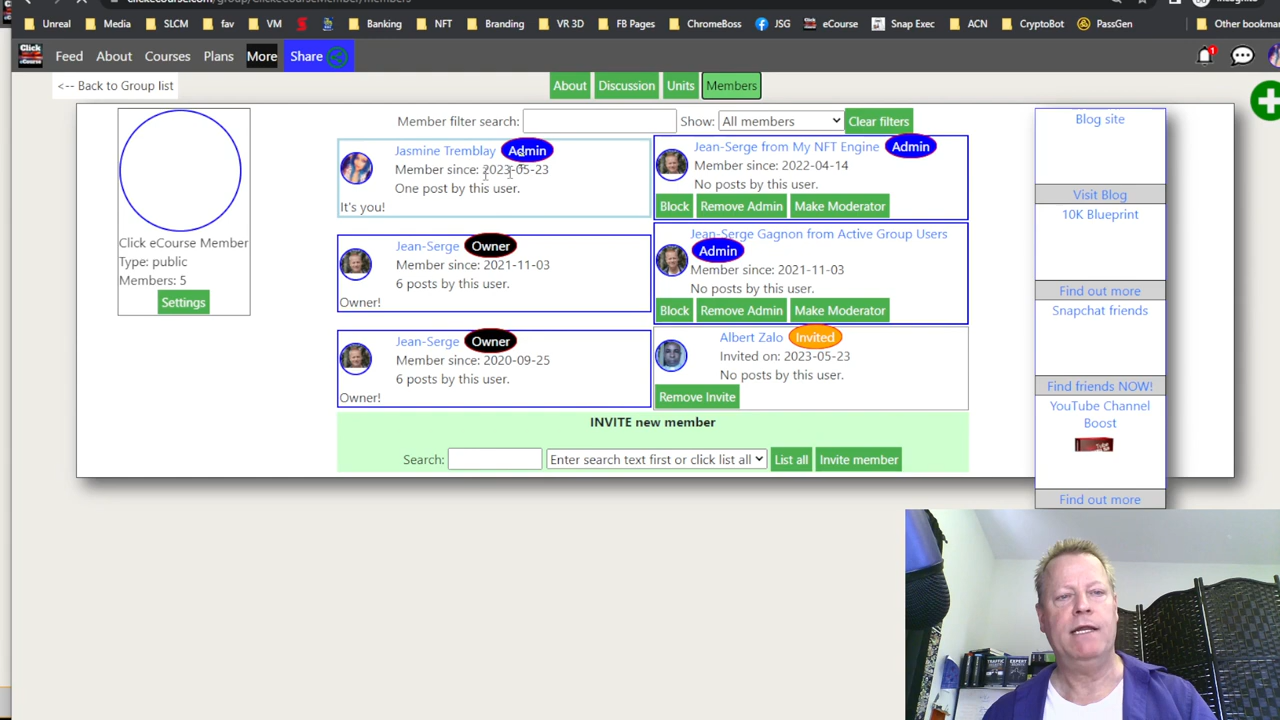 clickecourse.com/group/clickecoursemember/members
Unreal
Media
SLCM
fav
VM
Banking
NFT
Branding
VR 3D
FB Pages
ChromeBoss
JSG
eCourse
Snap Exec
ACN
CryptoBot
PassGen
Other bookmar
Click eCourse
Feed
About
Courses
Plans
More
Share
1
<-- Back to Group list
About
Discussion
Units
Members
Click eCourse Member
Type: public
Members: 5
Settings
Member filter search:
Show:
All members
Clear filters
Jasmine Tremblay Admin
Member since: 2023-05-23
One post by this user.
It's you!
Jean-Serge from My NFT Engine Admin
Member since: 2022-04-14
No posts by this user.
Block
Remove Admin
Make Moderator
Jean-Serge Owner
Member since: 2021-11-03
6 posts by this user.
Owner!
Jean-Serge Gagnon from Active Group Users
Admin
Member since: 2021-11-03
No posts by this user.
Block
Remove Admin
Make Moderator
Jean-Serge Owner
Member since: 2020-09-25
6 posts by this user.
Owner!
Albert Zalo Invited
Invited on: 2023-05-23
No posts by this user.
Remove Invite
INVITE new member
Search:
Enter search text first or click list all
List all
Invite member
Blog site
Visit Blog
10K Blueprint
Find out more
Snapchat friends
Find friends NOW!
YouTube Channel
Boost
Find out more
TRAFFIC
EXPERT